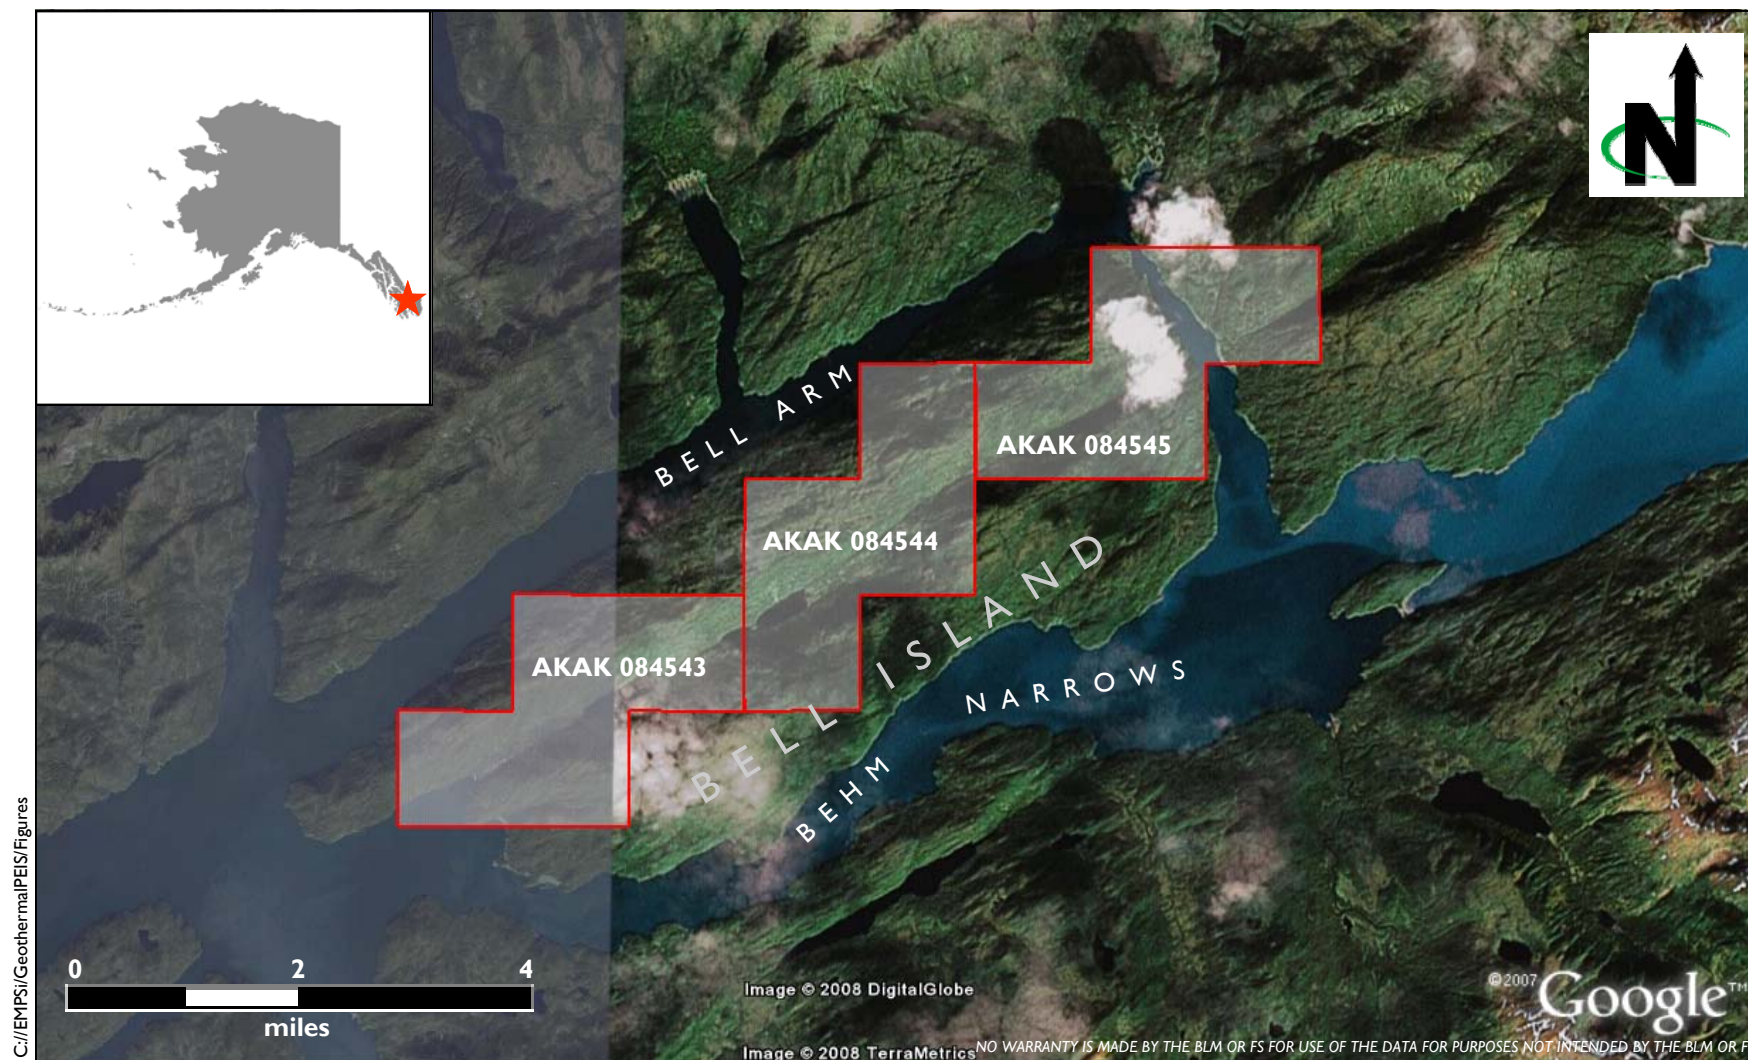 N
BELL ARM
AKAK 084545
AKAK 084544
AKAK 084543
BELL ISLAND
BEHM NARROWS
0 2 4
miles
C://EMPSi/GeothermalPEIS/Figures
Image © 2008 DigitalGlobe
©2007 Google™
Image © 2008 TerraMetrics
NO WARRANTY IS MADE BY THE BLM OR FS FOR USE OF THE DATA FOR PURPOSES NOT INTENDED BY THE BLM OR F